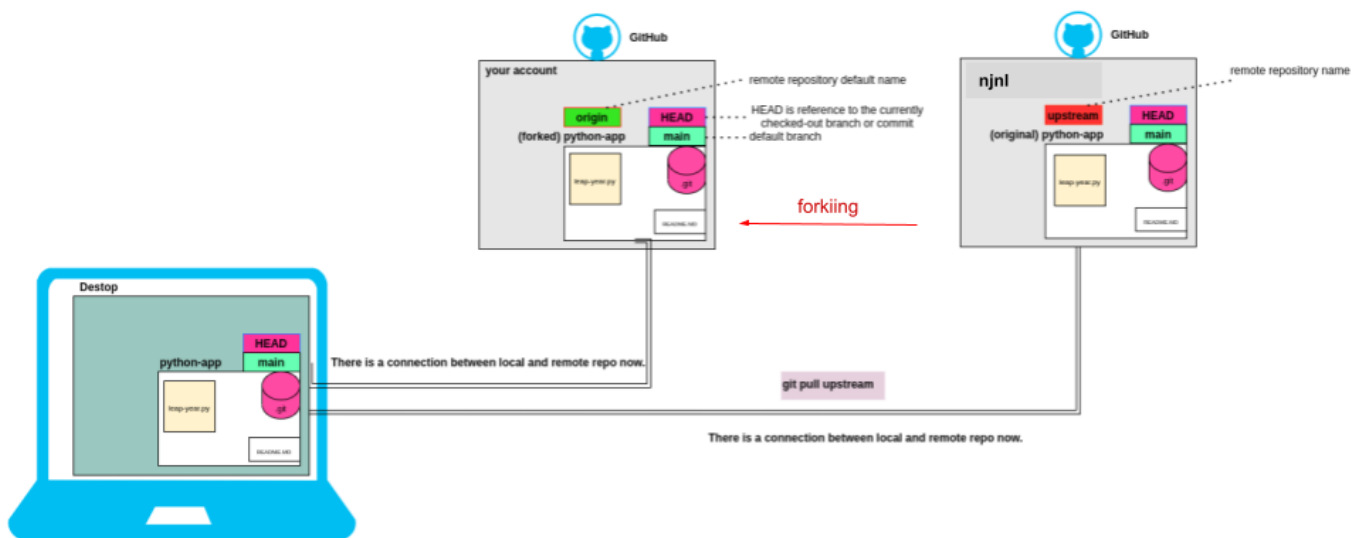 GitHub
GitHub
your account
remote repository default name
origin
HEAD
HEAD is reference to the currently
checked-out branch or commit
(forked) python-app
main
default branch
leap-year.py
git
README.MD
njnl
remote repository name
upstream
HEAD
(original) python-app
main
leap-year.py
git
README.MD
forkiing
Destop
HEAD
python-app
main
leap-year.py
git
README.MD
There is a connection between local and remote repo now.
git pull upstream
There is a connection between local and remote repo now.